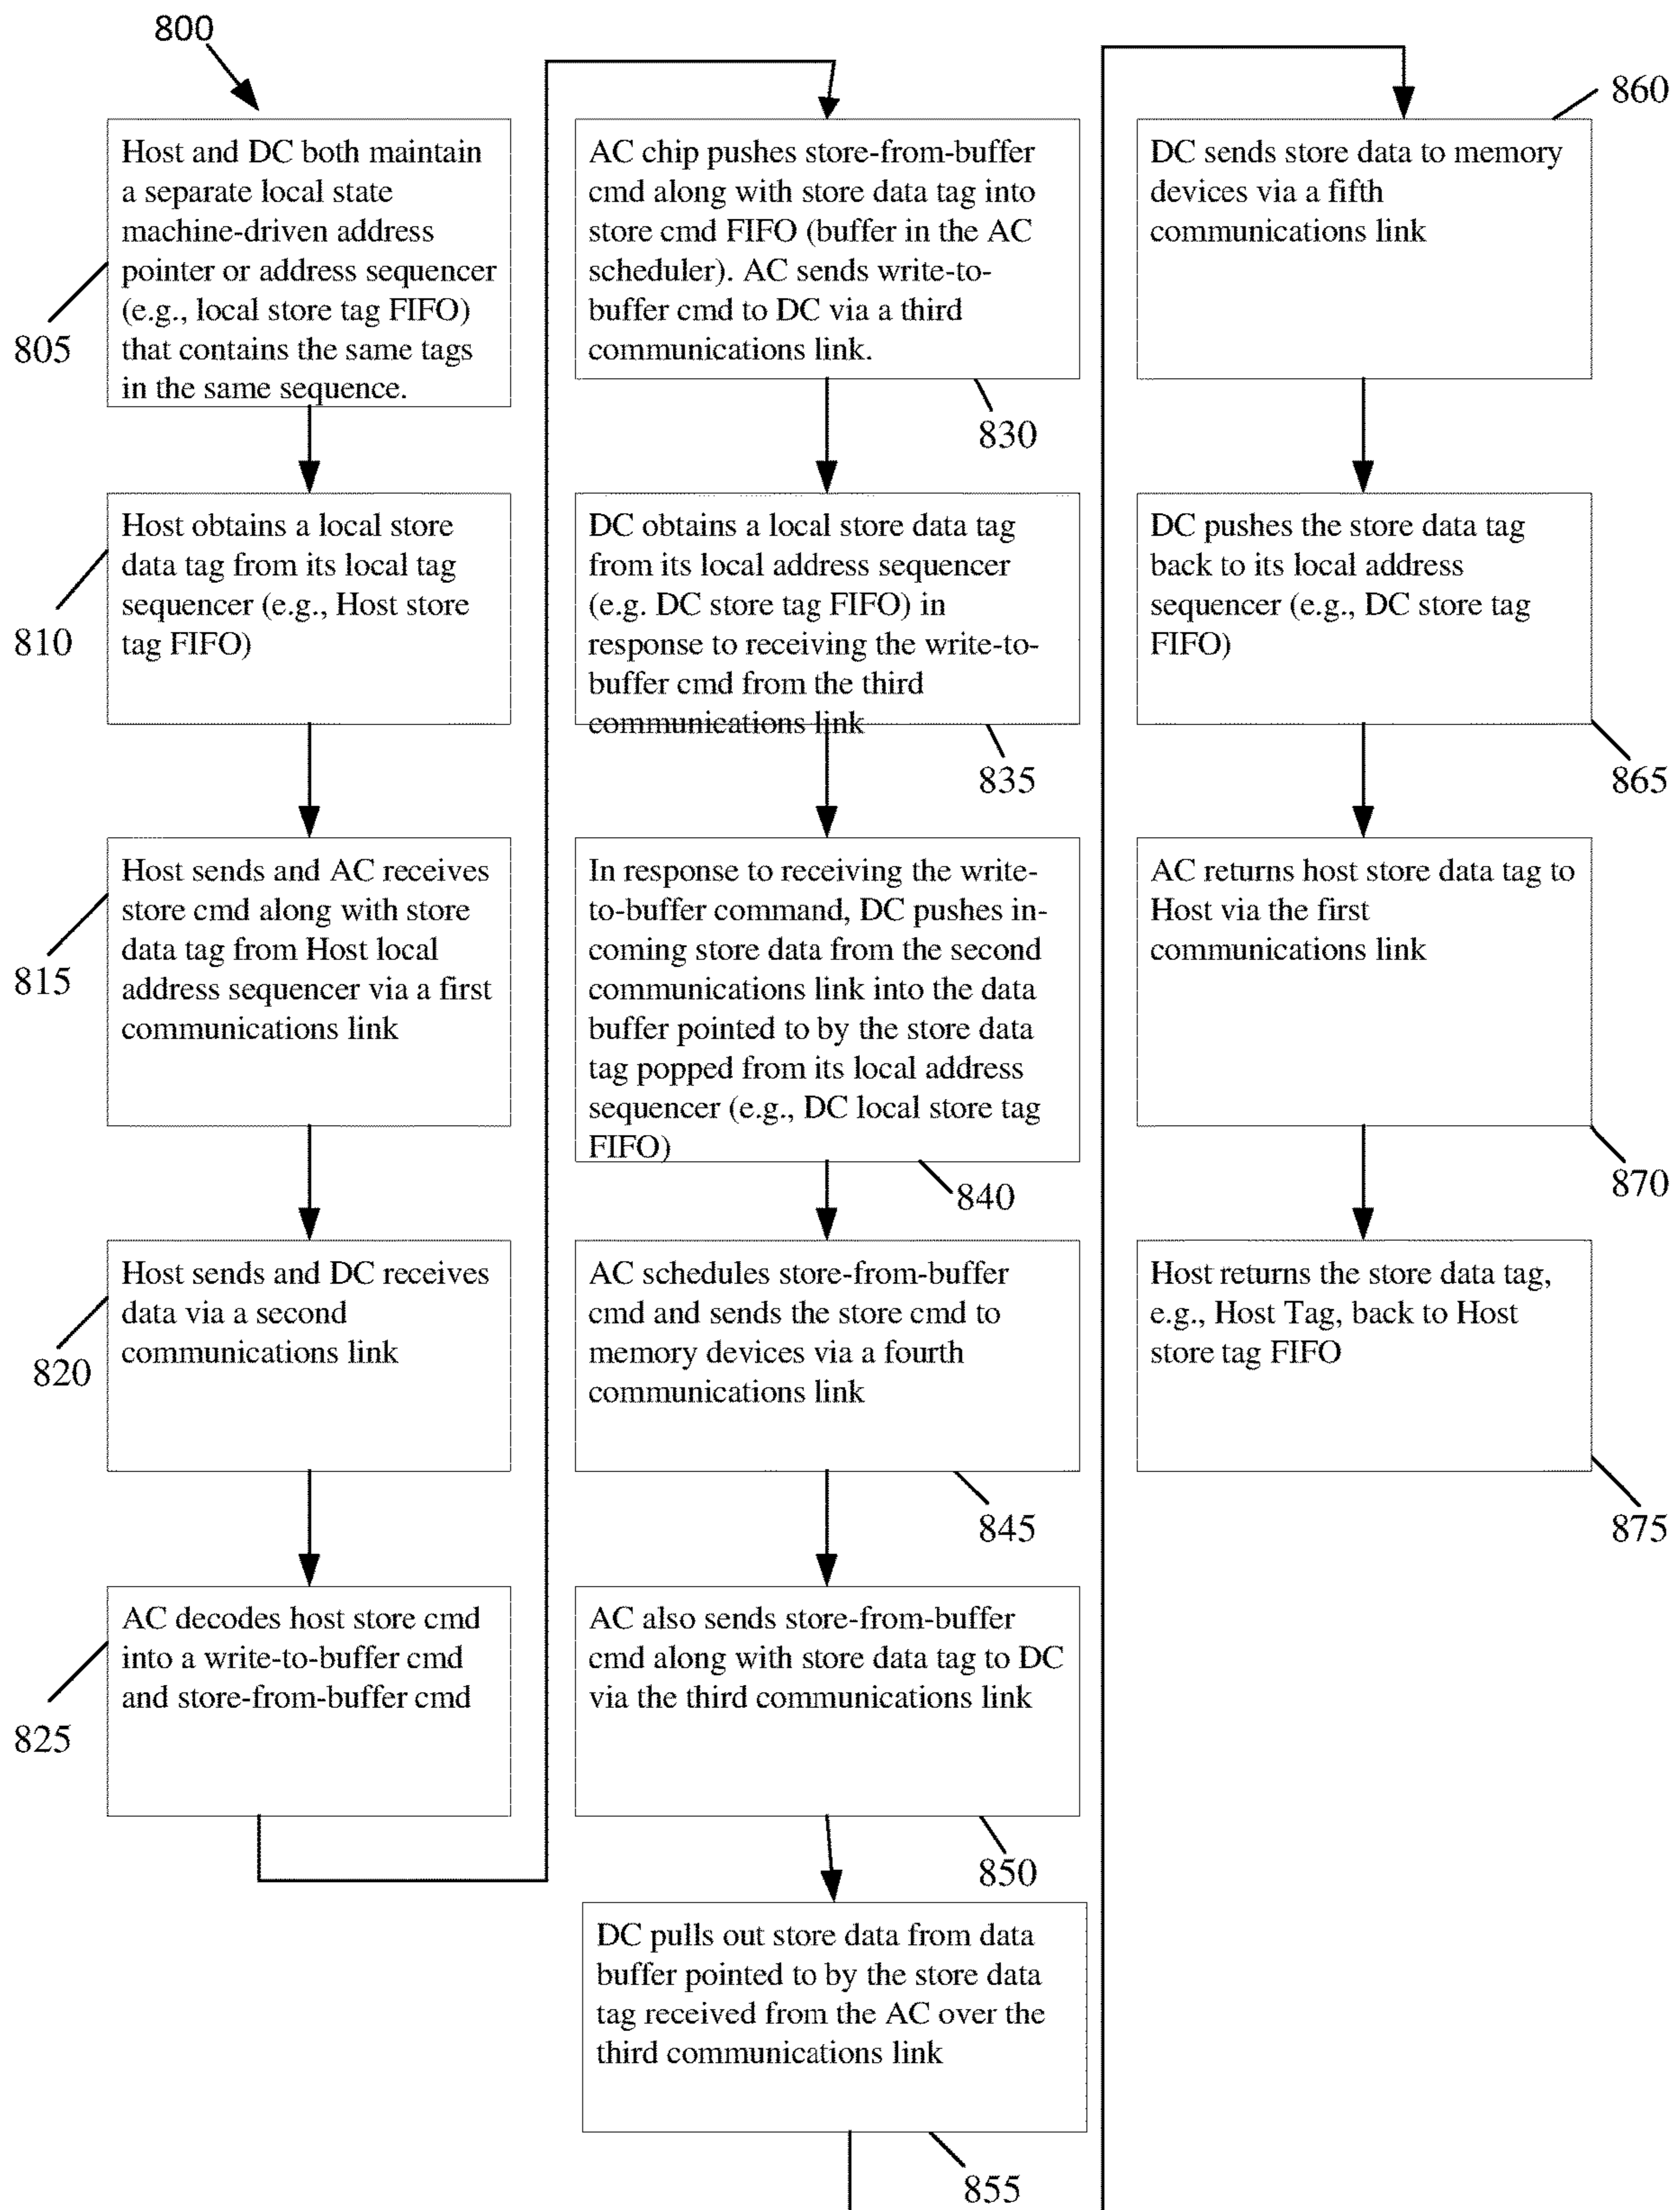 800
Host and DC both maintain
a separate local state
machine-driven address
pointer or address sequencer
(e.g., local store tag FIFO)
that contains the same tags
in the same sequence.
805
Host obtains a local store
data tag from its local tag
sequencer (e.g., Host store
tag FIFO)
810
Host sends and AC receives
store cmd along with store
data tag from Host local
address sequencer via a first
communications link
815
Host sends and DC receives
data via a second
communications link
820
AC decodes host store cmd
into a write-to-buffer cmd
and store-from-buffer cmd
825
AC chip pushes store-from-buffer
cmd along with store data tag into
store cmd FIFO (buffer in the AC
scheduler). AC sends write-to-
buffer cmd to DC via a third
communications link.
830
DC obtains a local store data tag
from its local address sequencer
(e.g. DC store tag FIFO) in
response to receiving the write-to-
buffer cmd from the third
communications link
835
In response to receiving the write-
to-buffer command, DC pushes in-
coming store data from the second
communications link into the data
buffer pointed to by the store data
tag popped from its local address
sequencer (e.g., DC local store tag
FIFO)
840
AC schedules store-from-buffer
cmd and sends the store cmd to
memory devices via a fourth
communications link
845
AC also sends store-from-buffer
cmd along with store data tag to DC
via the third communications link
850
DC pulls out store data from data
buffer pointed to by the store data
tag received from the AC over the
third communications link
855
860
DC sends store data to memory
devices via a fifth
communications link
DC pushes the store data tag
back to its local address
sequencer (e.g., DC store tag
FIFO)
865
AC returns host store data tag to
Host via the first
communications link
870
Host returns the store data tag,
e.g., Host Tag, back to Host
store tag FIFO
875